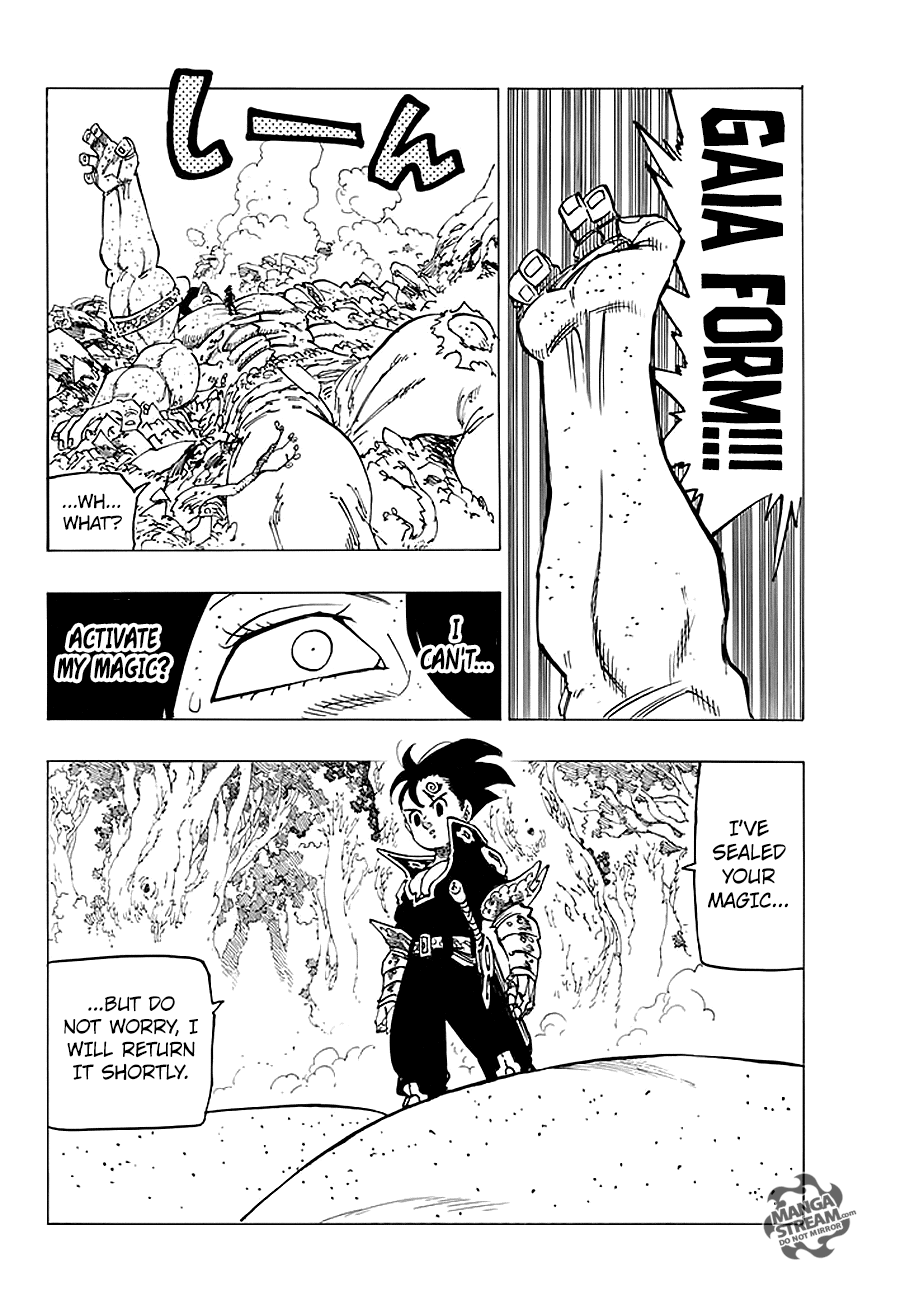 GAIA FORM!!!
しーん
...WH...
WHAT?
I
CAN'T...
ACTIVATE
MY MAGIC?
I'VE
SEALED
YOUR
MAGIC...
...BUT DO
NOT WORRY, I
WILL RETURN
IT SHORTLY.
MANGA
STREAM.com
DO NOT MIRROR